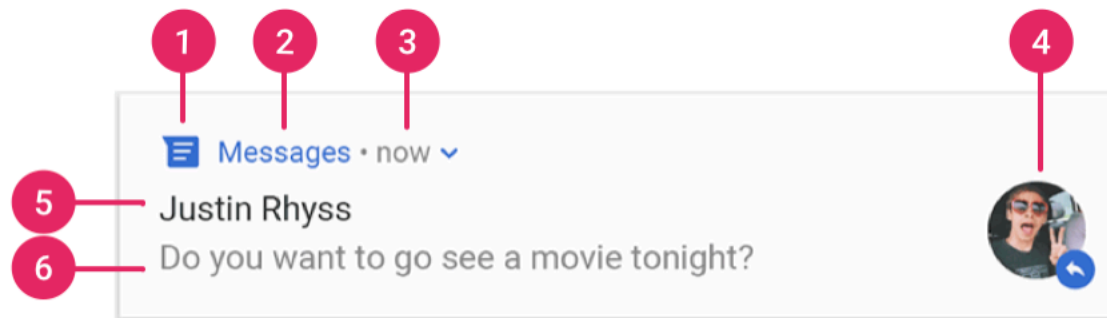 1 2 3 4
Messages • now
5 Justin Rhyss
6 Do you want to go see a movie tonight?